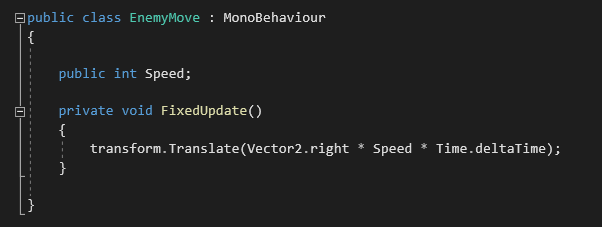 public class EnemyMove : MonoBehaviour
{
public int Speed;
private void FixedUpdate()
{
transform.Translate(Vector2.right * Speed * Time.deltaTime);
}
}